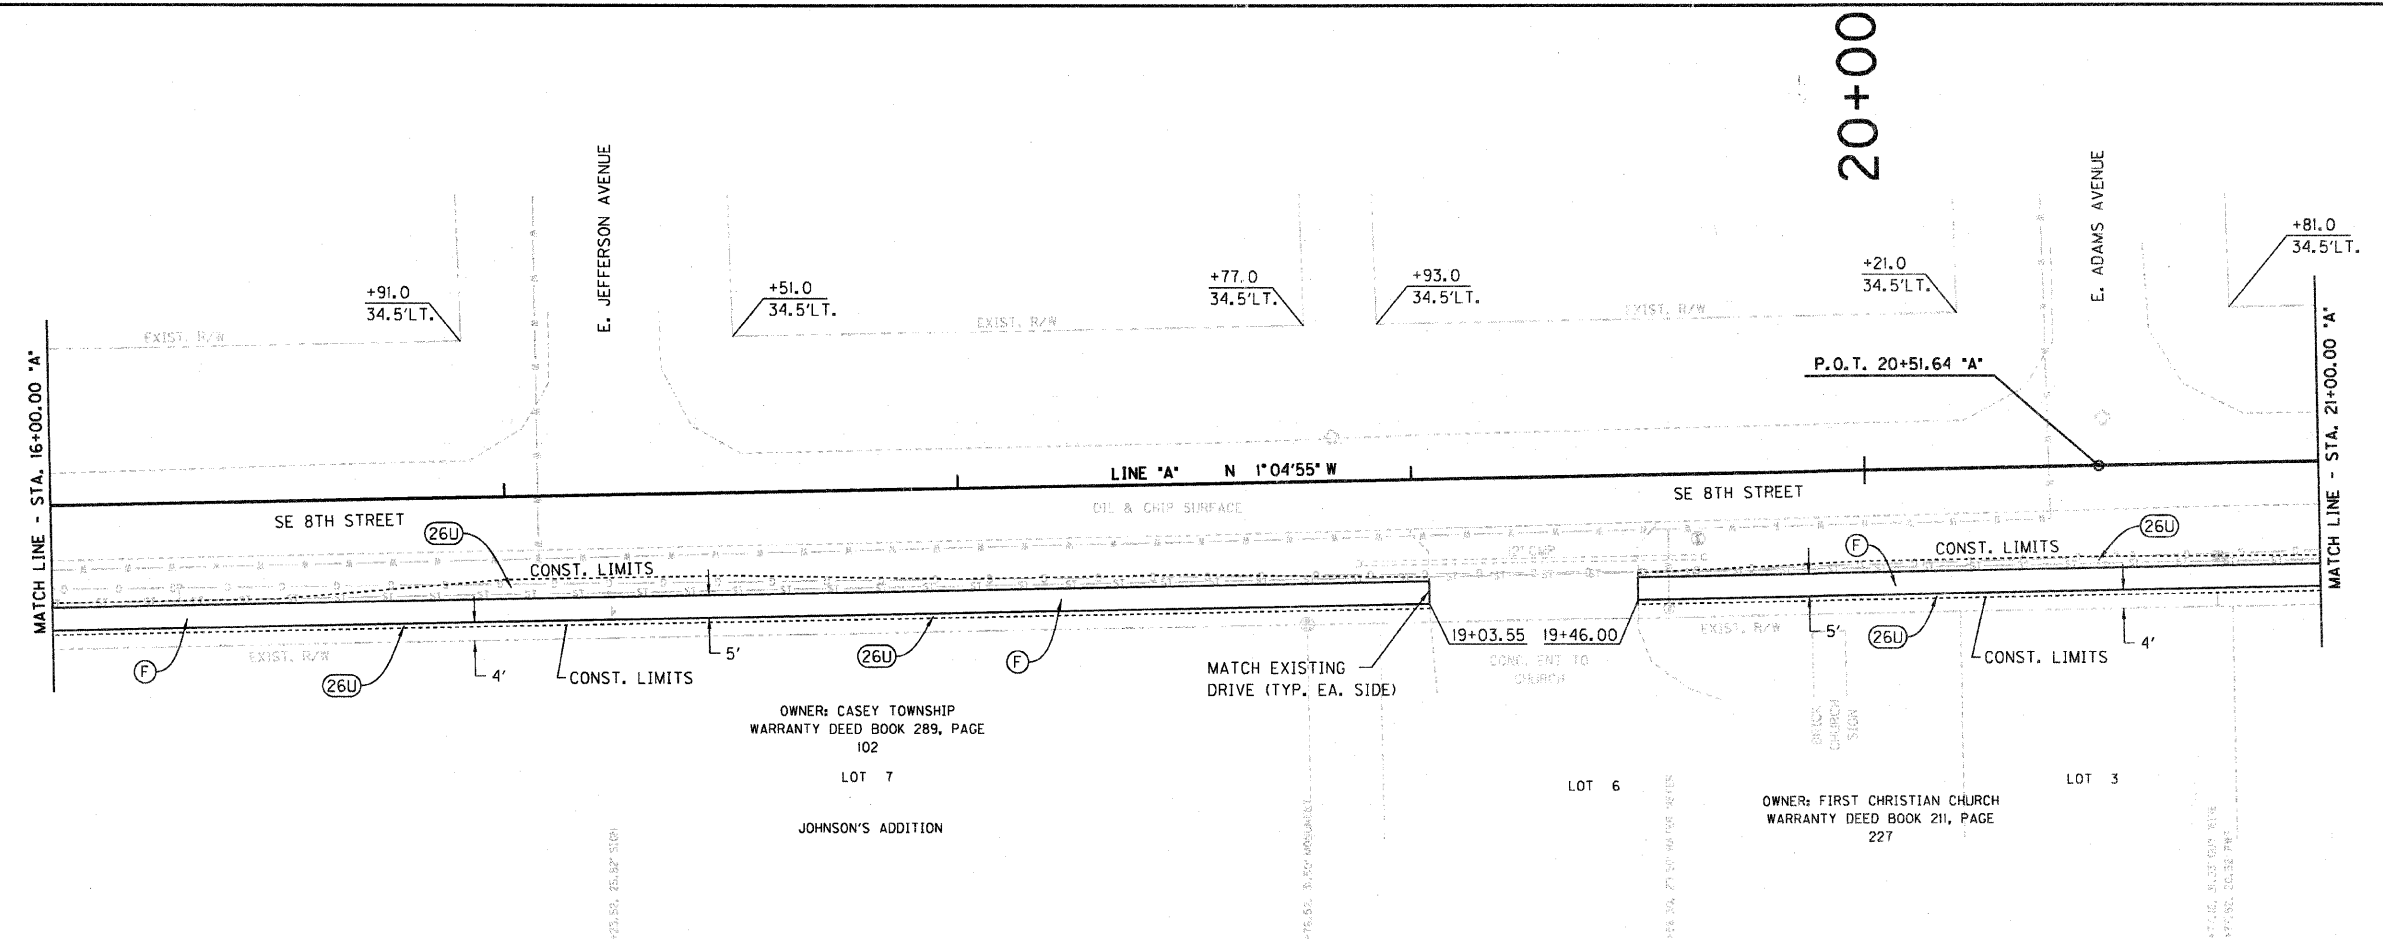 20+00
E. JEFFERSON AVENUE
E. ADAMS AVENUE
+91.0
34.5'LT.
+51.0
34.5'LT.
+77.0
34.5'LT.
+93.0
34.5'LT.
+21.0
34.5'LT.
+81.0
34.5'LT.
EXIST. R/W
EXIST. R/W
EXIST. R/W
P.O.T. 20+51.64 "A"
MATCH LINE - STA. 16+00.00 "A"
MATCH LINE - STA. 21+00.00 "A"
LINE "A" N 1°04'55" W
SE 8TH STREET
SE 8TH STREET
OIL & CHIP SURFACE
26U
CONST. LIMITS
12"CMP
F
CONST. LIMITS
26U
F
EXIST. R/W
26U
4'
CONST. LIMITS
5'
26U
F
MATCH EXISTING
DRIVE (TYP. EA. SIDE)
19+03.55 19+46.00
CONC. ENT TO
CHURCH
EXIST. R/W
5'
26U
CONST. LIMITS
4'
BRICK
CHURCH
SIGN
OWNER: CASEY TOWNSHIP
WARRANTY DEED BOOK 289, PAGE
102
LOT 7
JOHNSON'S ADDITION
LOT 6
LOT 3
OWNER: FIRST CHRISTIAN CHURCH
WARRANTY DEED BOOK 211, PAGE
227